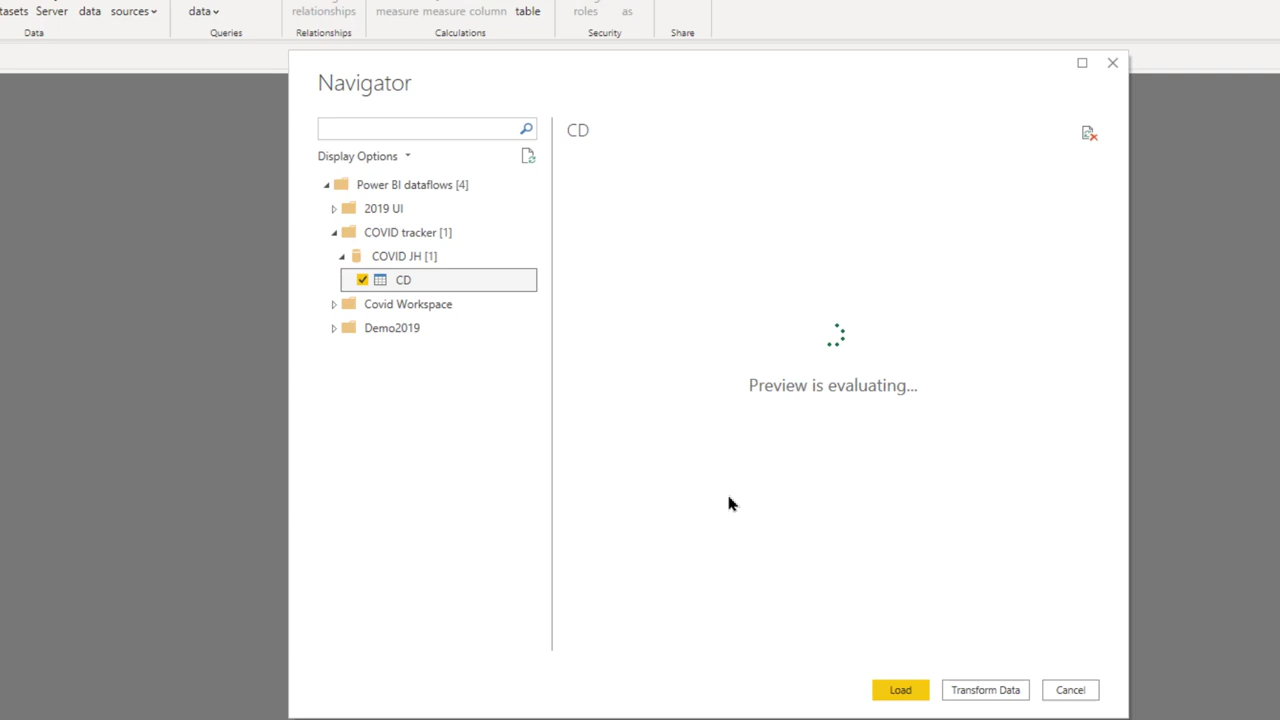 relationships
measure measure column table
roles as
tasets Server data sources
data
Data
Queries
Relationships
Calculations
Security
Share
Navigator
CD
Display Options
Power BI dataflows [4]
2019 UI
COVID tracker [1]
COVID JH [1]
CD
Covid Workspace
Demo2019
Preview is evaluating...
Load
Transform Data
Cancel